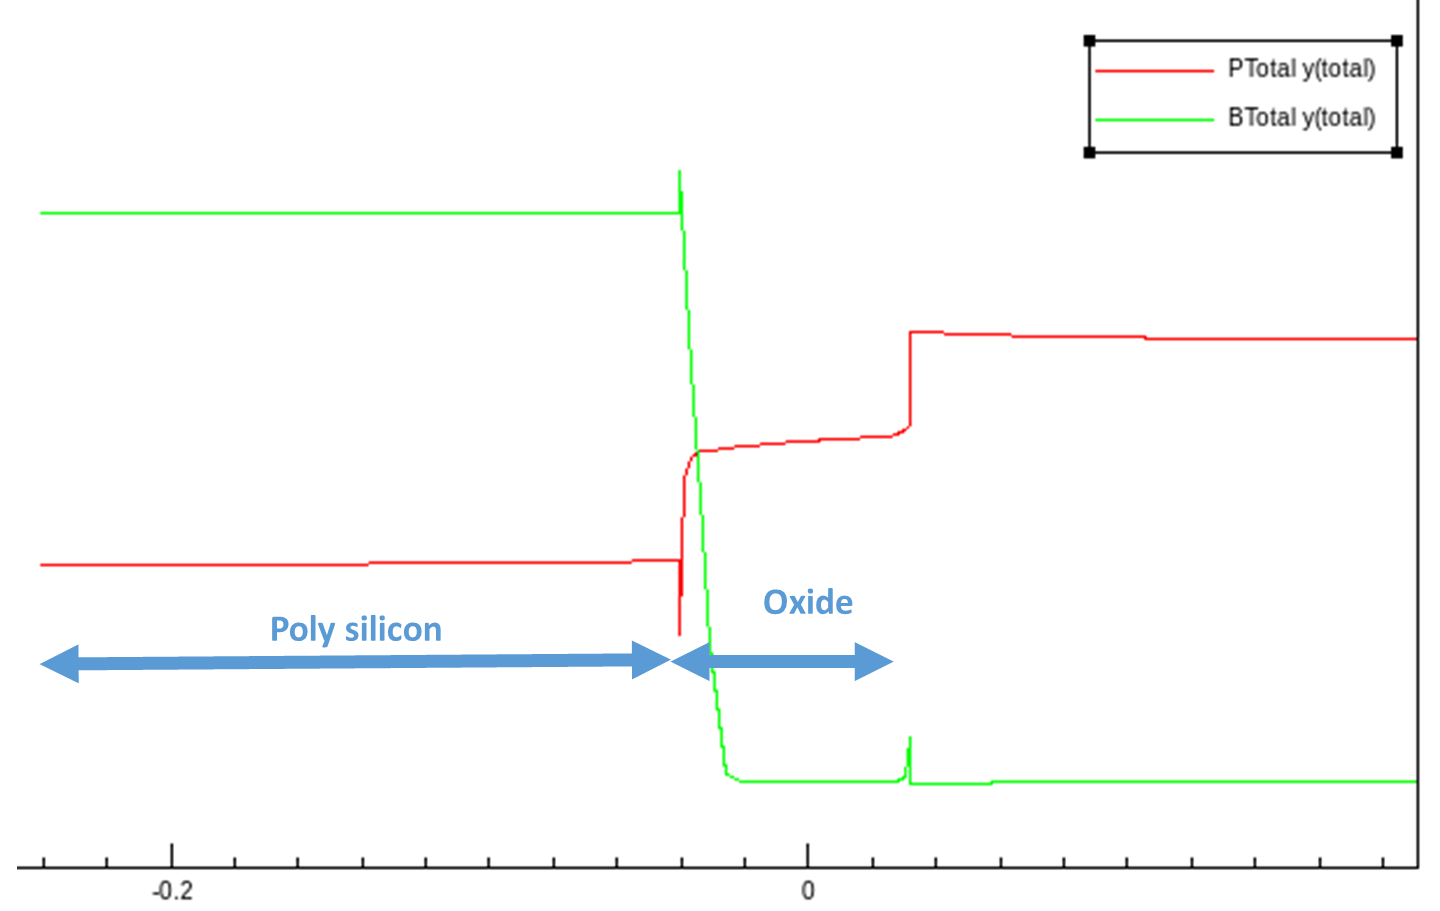 PTotal y(total)
BTotal y(total)
Oxide
Poly silicon
-0.2
0